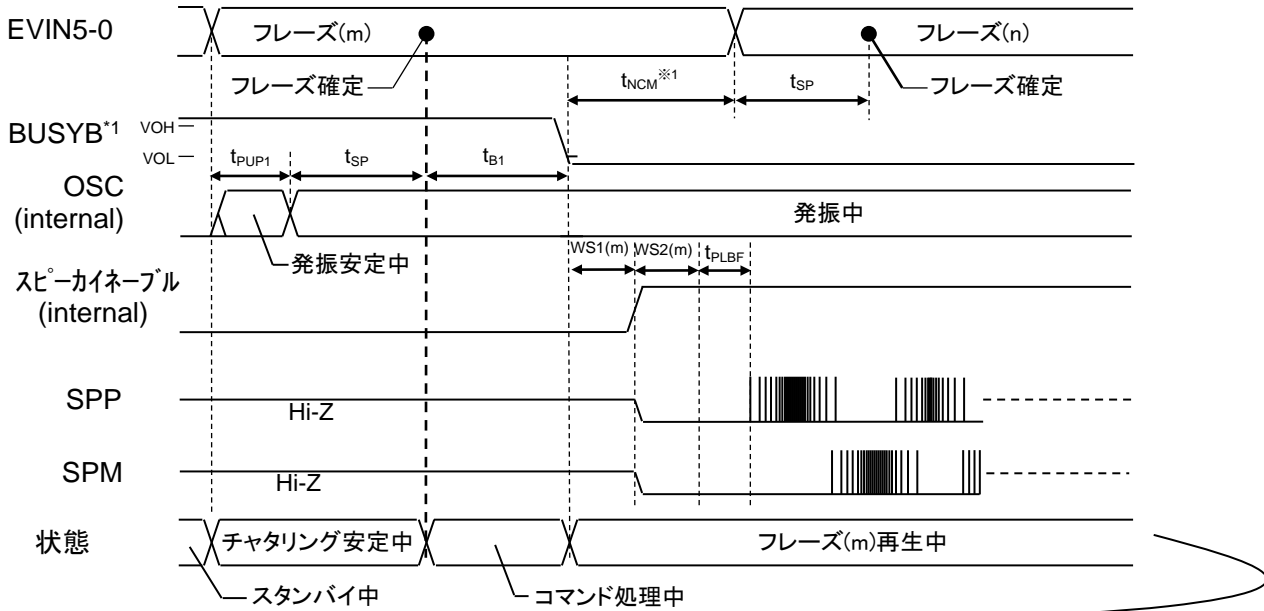 EVIN5-0
フレーズ(m)
フレーズ(n)
フレーズ確定
tNCM※1
tSP
フレーズ確定
BUSYB*1
VOH
VOL
tPUP1
tSP
tB1
OSC
(internal)
発振中
発振安定中
WS1(m)
WS2(m)
tPLBF
スピーカイネーブル
(internal)
SPP
Hi-Z
SPM
Hi-Z
状態
チャタリング安定中
フレーズ(m)再生中
スタンバイ中
コマンド処理中